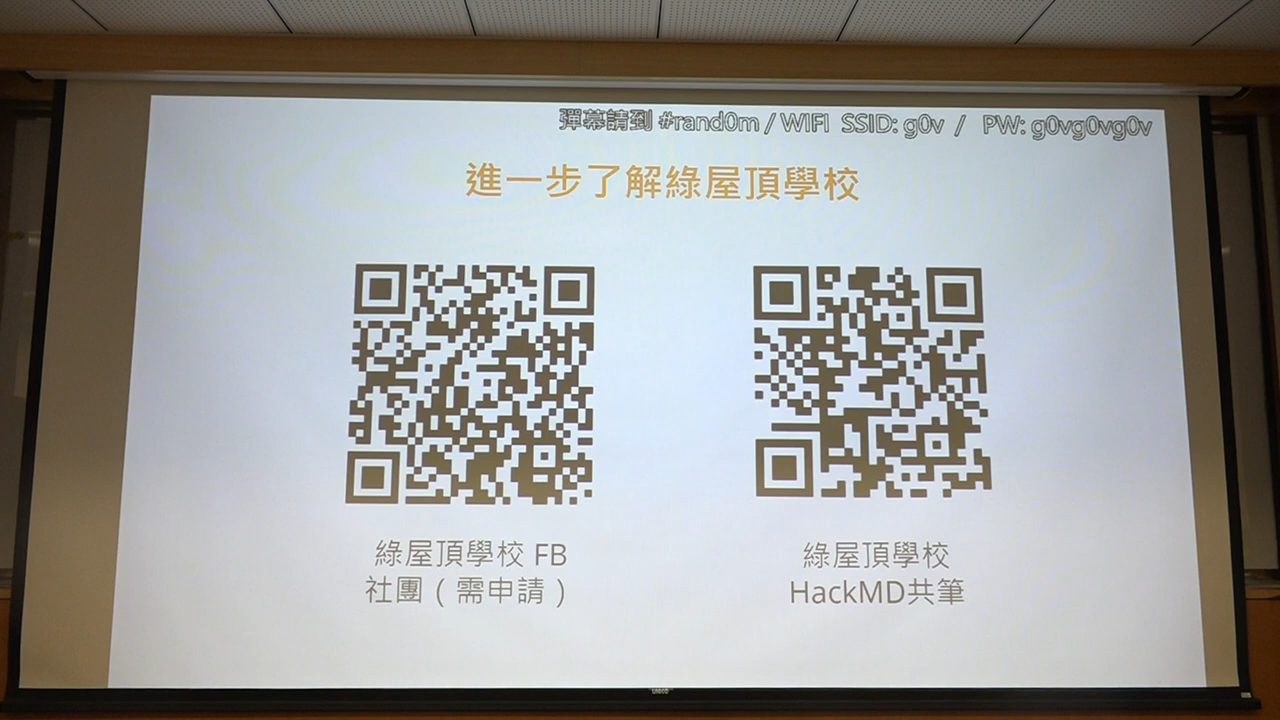 彈幕請到 #rand0m / WIFI SSID: g0v / PW: g0vg0vg0v
進一步了解綠屋頂學校
綠屋頂學校 FB
社團（需申請）
綠屋頂學校
HackMD共筆